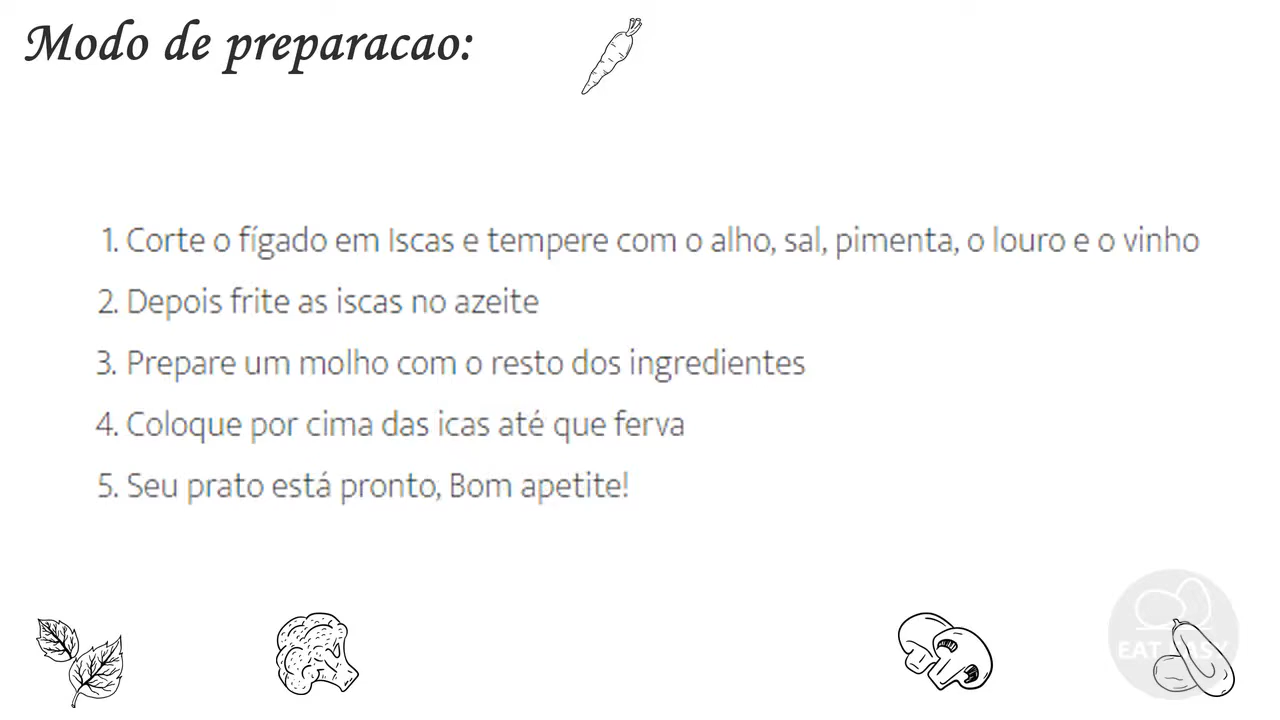 Modo de preparacao:
1. Corte o fígado em Iscas e tempere com o alho, sal, pimenta, o louro e o vinho
2. Depois frite as iscas no azeite
3. Prepare um molho com o resto dos ingredientes
4. Coloque por cima das icas até que ferva
5. Seu prato está pronto, Bom apetite!
EAT EASY